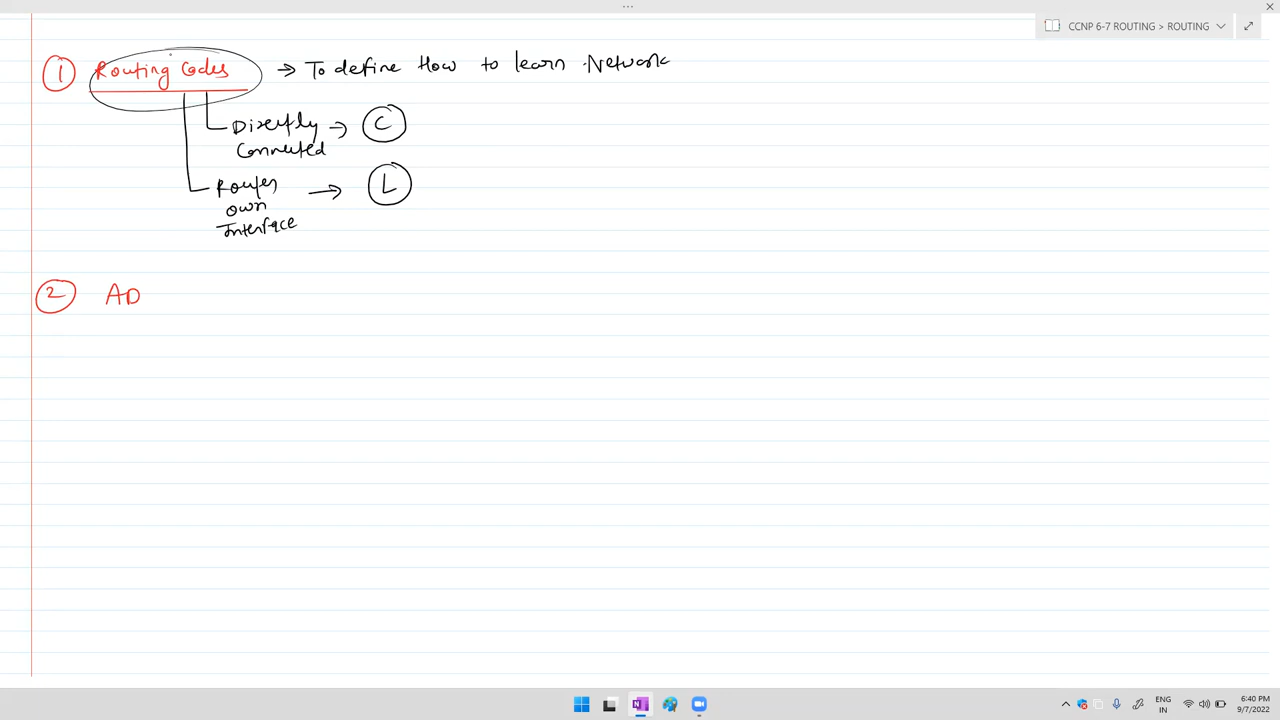 CCNP 6-7 ROUTING > ROUTING
① Routing Codes → To define How to learn Network
Directly → C
Connected
Router → L
own
Interface
② AD
ENG
IN
6:40 PM
9/7/2022